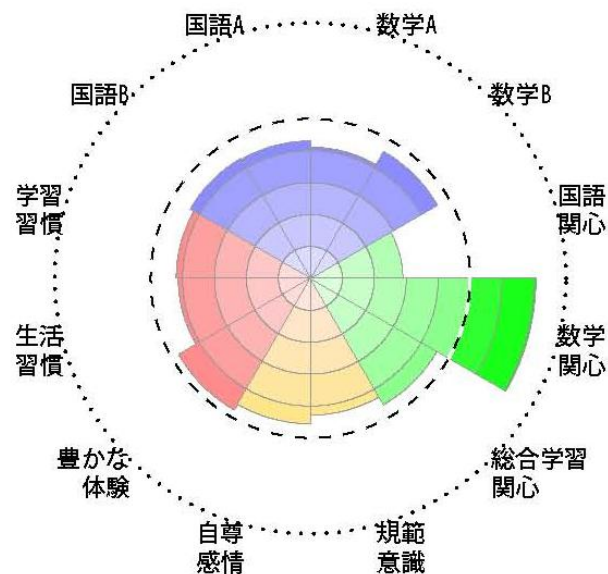 国語A
数学A
国語B
数学B
学習
習慣
国語
関心
生活
習慣
数学
関心
豊かな
体験
総合学習
関心
自尊
感情
規範
意識